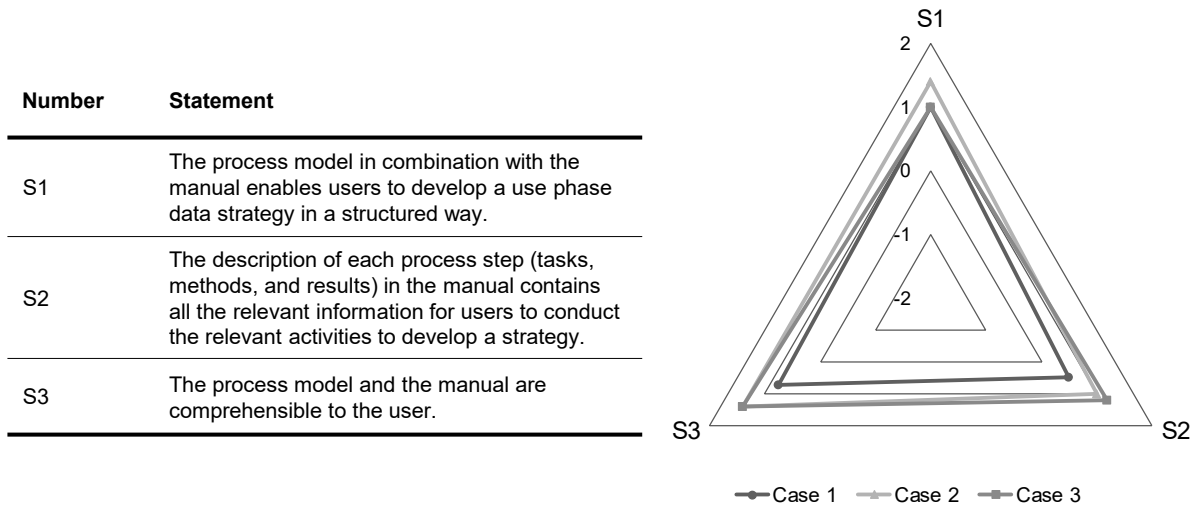 Number Statement
S1
The process model in combination with the
manual enables users to develop a use phase
data strategy in a structured way.
S2
The description of each process step (tasks,
methods, and results) in the manual contains
all the relevant information for users to conduct
the relevant activities to develop a strategy.
S3
The process model and the manual are
comprehensible to the user.
S1
2
1
0
-1
-2
S3
S2
Case 1 Case 2 Case 3